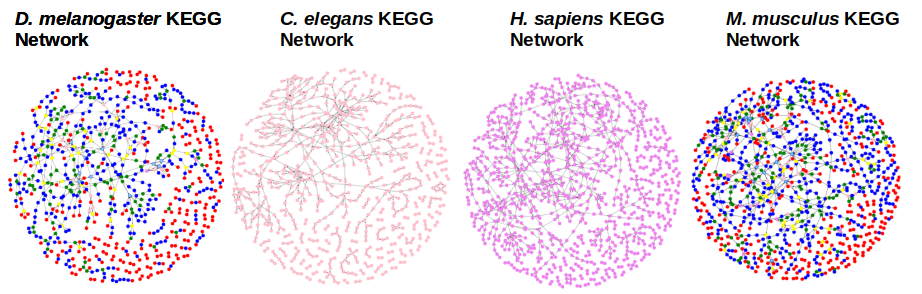 D. melanogaster KEGG
Network
C. elegans KEGG
Network
H. sapiens KEGG
Network
M. musculus KEGG
Network